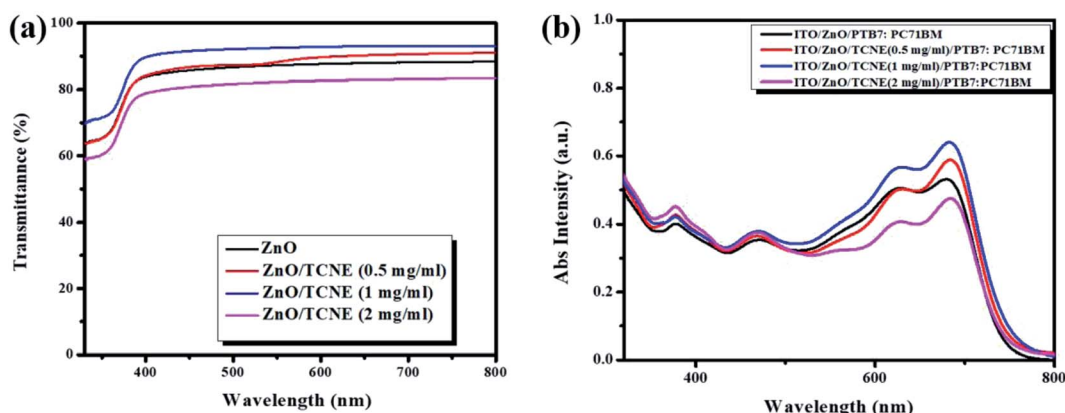 (a)
Transmittannce (%)
100
80
60
40
20
0
400
500
600
700
800
Wavelength (nm)
ZnO
ZnO/TCNE (0.5 mg/ml)
ZnO/TCNE (1 mg/ml)
ZnO/TCNE (2 mg/ml)
(b)
Abs Intensity (a.u.)
1.0
0.8
0.6
0.4
0.2
0.0
400
500
600
700
800
Wavelength (nm)
ITO/ZnO/PTB7: PC71BM
ITO/ZnO/TCNE(0.5 mg/ml)/PTB7: PC71BM
ITO/ZnO/TCNE(1 mg/ml)/PTB7:PC71BM
ITO/ZnO/TCNE(2 mg/ml)/PTB7:PC71BM